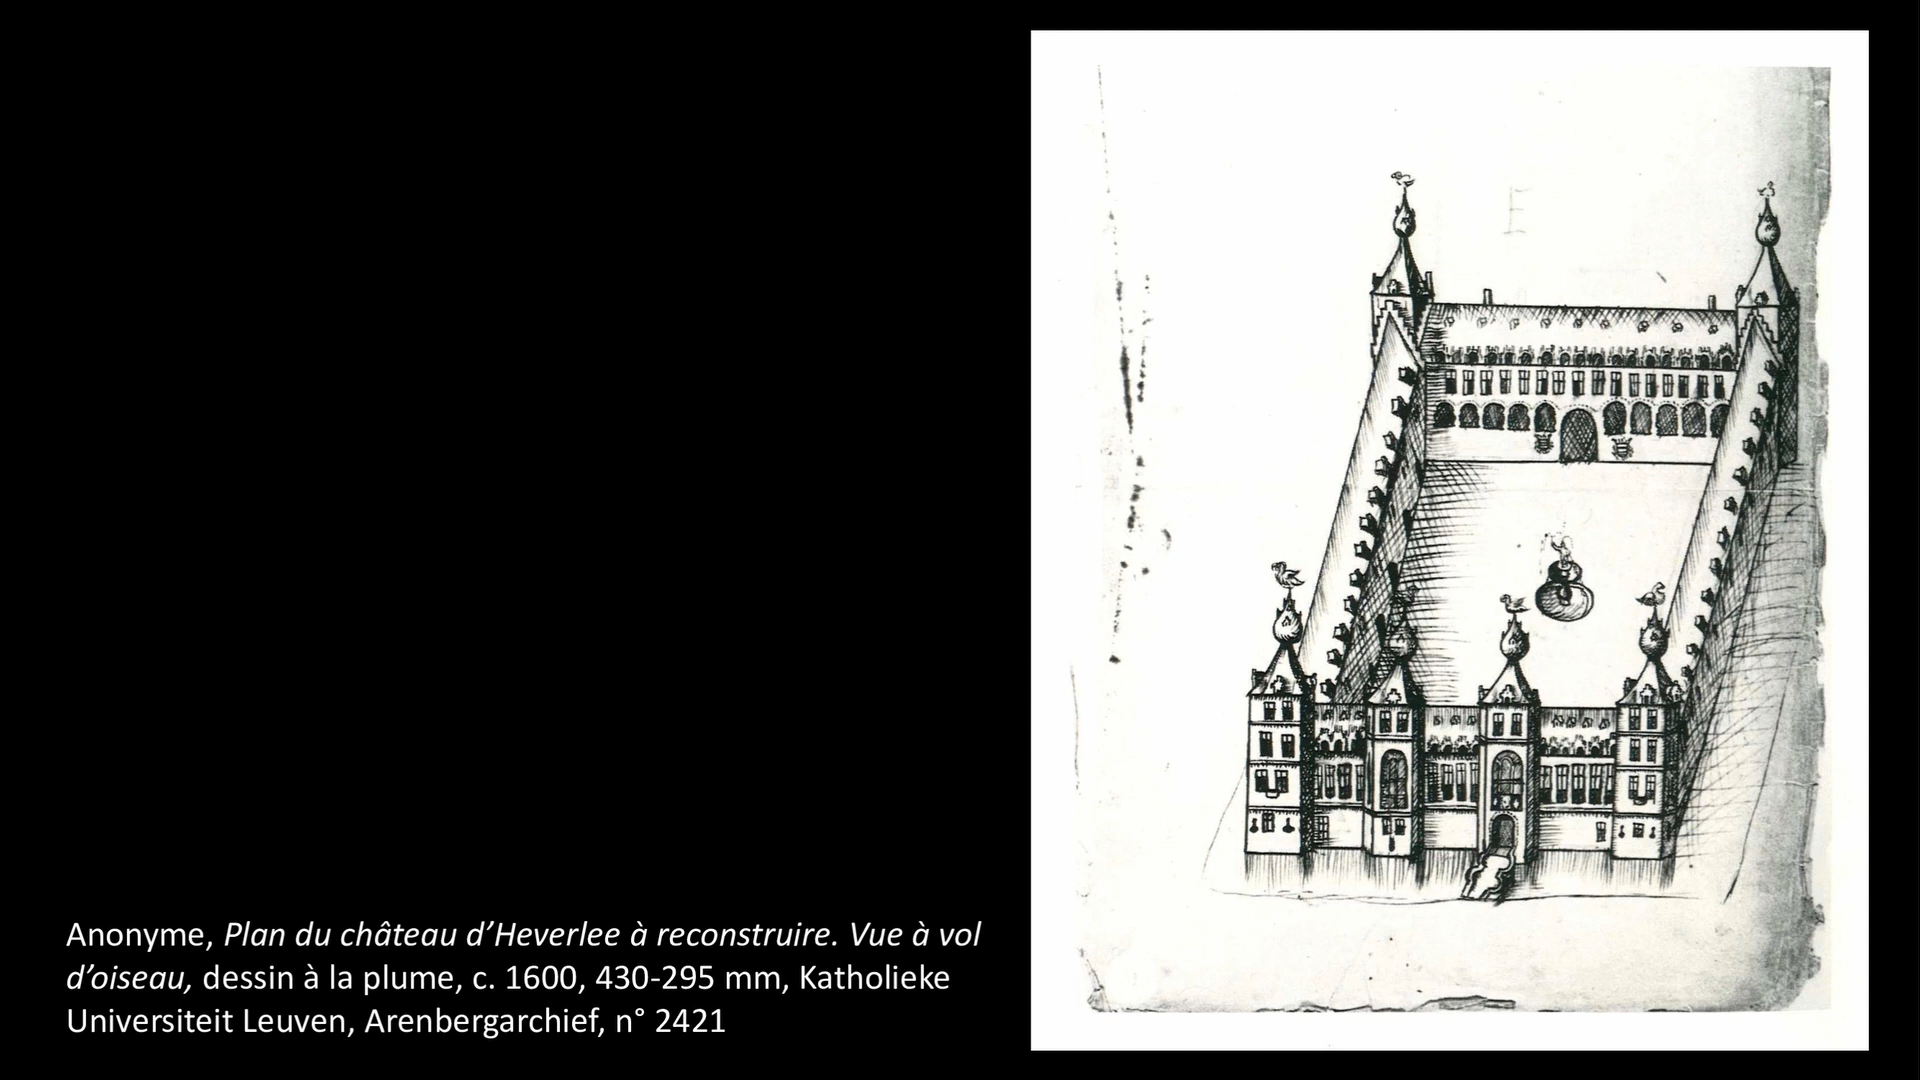 E
Anonyme, Plan du château d’Heverlee à reconstruire. Vue à vol
d’oiseau, dessin à la plume, c. 1600, 430-295 mm, Katholieke
Universiteit Leuven, Arenbergarchief, n° 2421